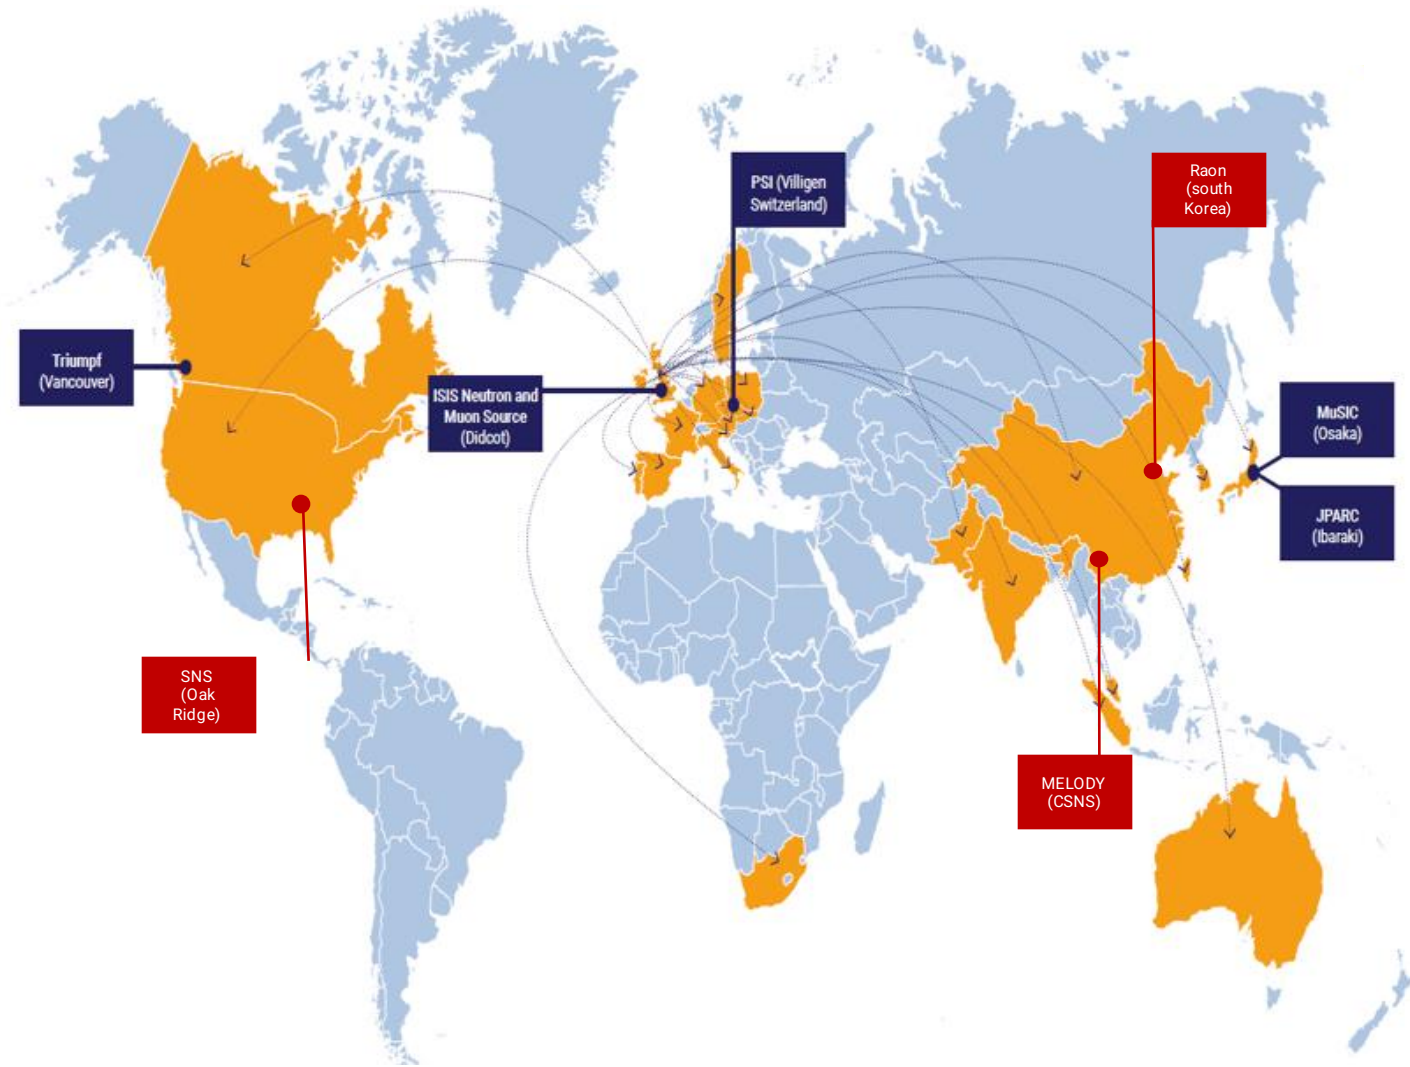 PSI (Villigen
Switzerland)
Raon
(south
Korea)
Triumpf
(Vancouver)
ISIS Neutron and
Muon Source
(Didcot)
MuSIC
(Osaka)
JPARC
(Ibaraki)
SNS
(Oak
Ridge)
MELODY
(CSNS)